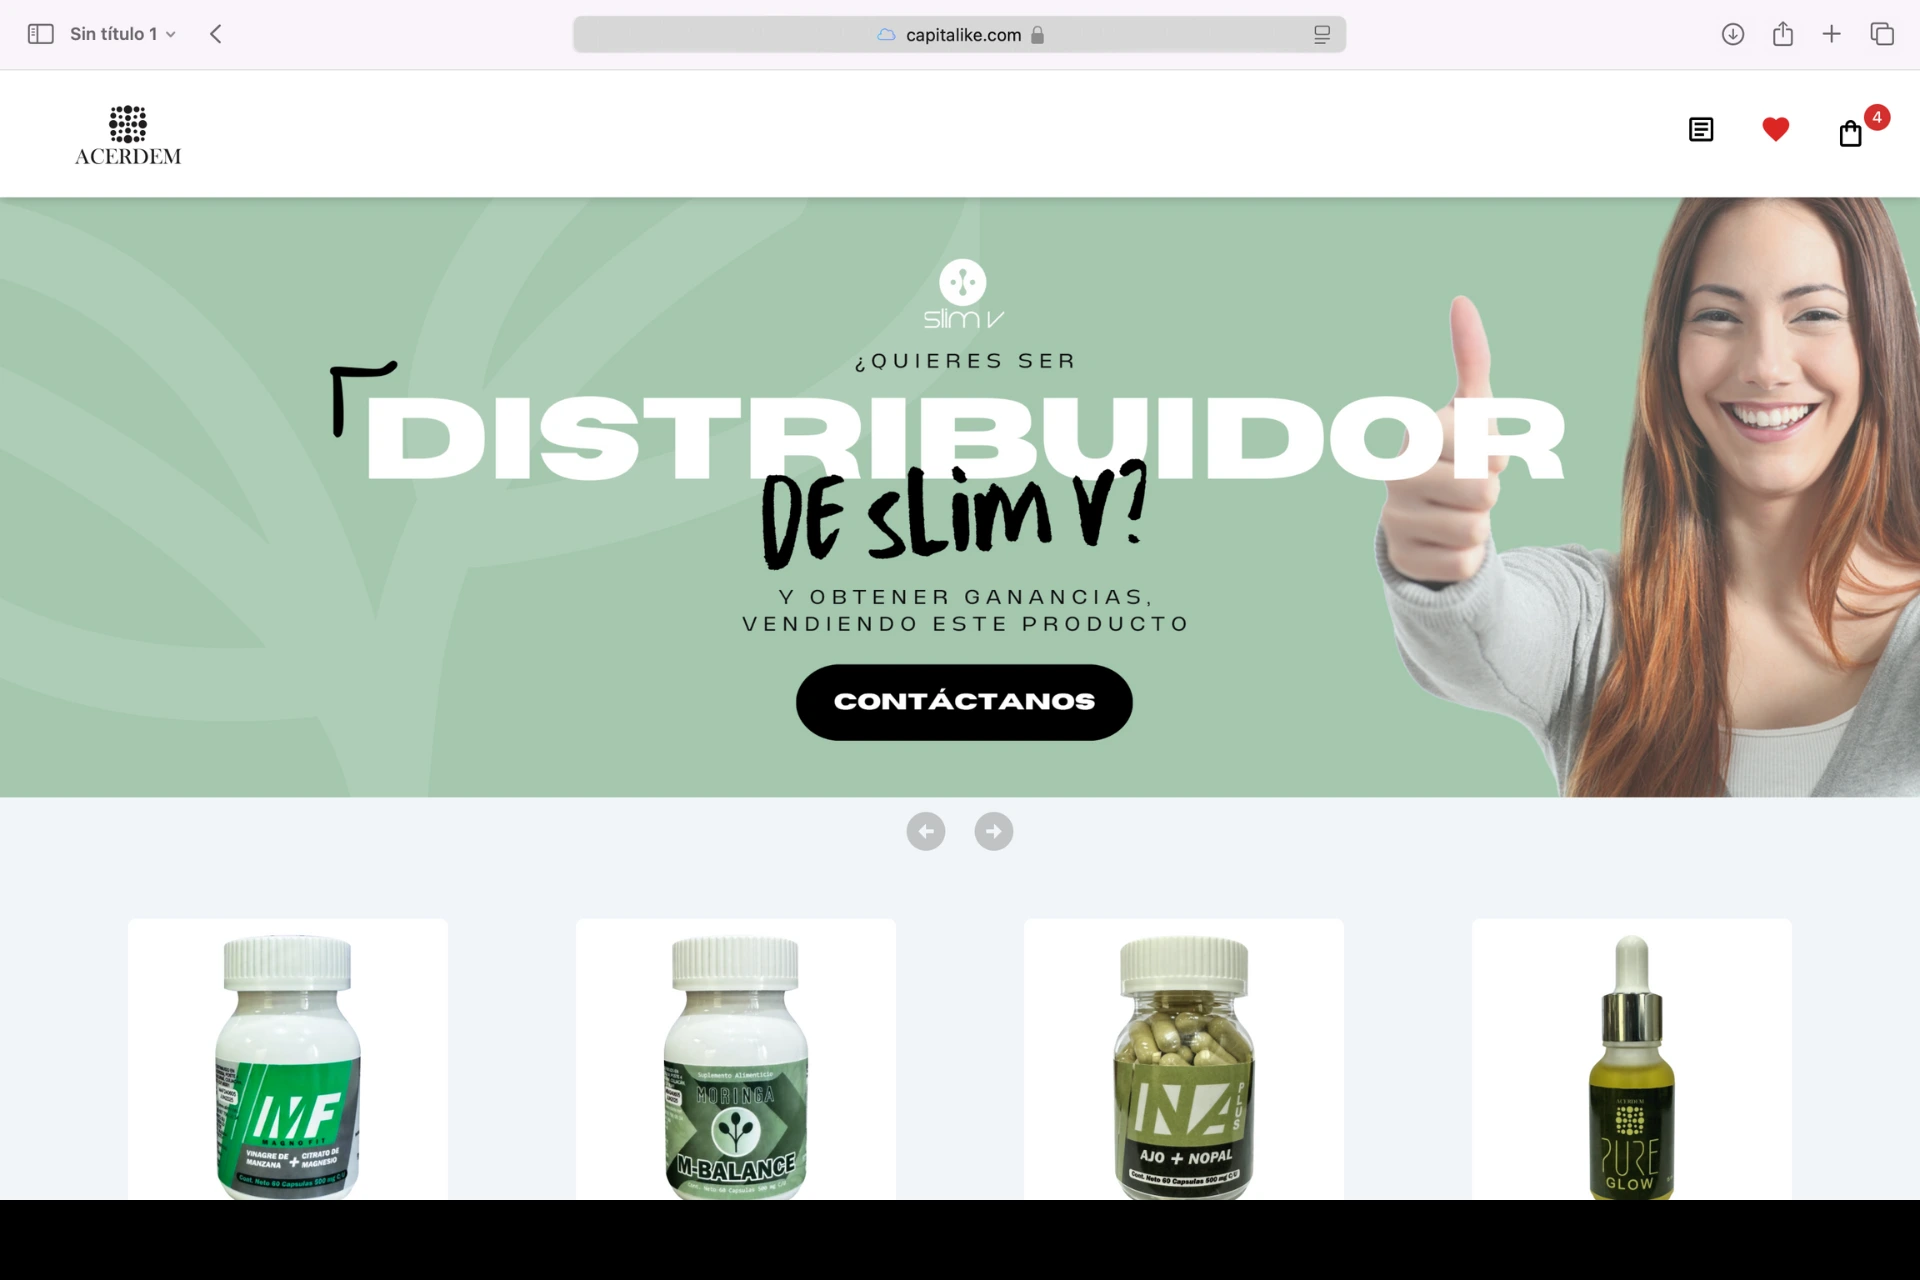 Sin título 1
capitalike.com
ACERDEM
4
slim v
¿QUIERES SER
DISTRIBUIDOR
DE SLIM V?
Y OBTENER GANANCIAS,
VENDIENDO ESTE PRODUCTO
CONTÁCTANOS
MF
MAGNOFIT
VINAGRE DE MANZANA + CITRATO DE MAGNESIO
Cont. Neto 60 Capsulas 500 mg C/U
Suplemento Alimenticio
MORINGA
M-BALANCE
Cont. Neto 60 Capsulas 500 mg C/U
PLUS
AJO + NOPAL
Cont. Neto 60 Capsulas 500 mg C/U
ACERDEM
PURE
GLOW